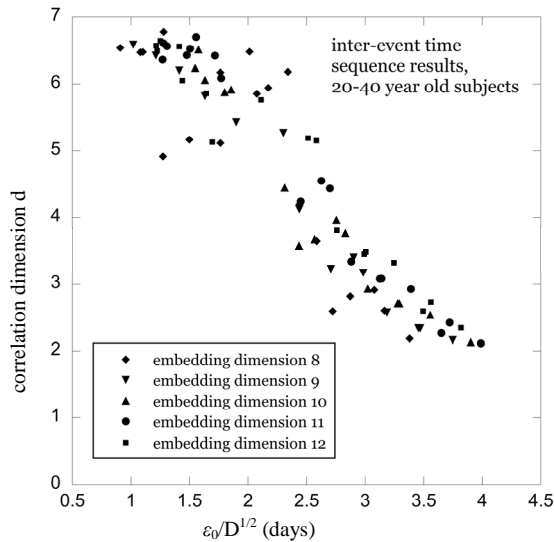 7
6
5
4
3
2
1
0
correlation dimension d
inter-event time
sequence results,
20-40 year old subjects
embedding dimension 8
embedding dimension 9
embedding dimension 10
embedding dimension 11
embedding dimension 12
0.5 1 1.5 2 2.5 3 3.5 4 4.5
ε₀/D^{1/2} (days)